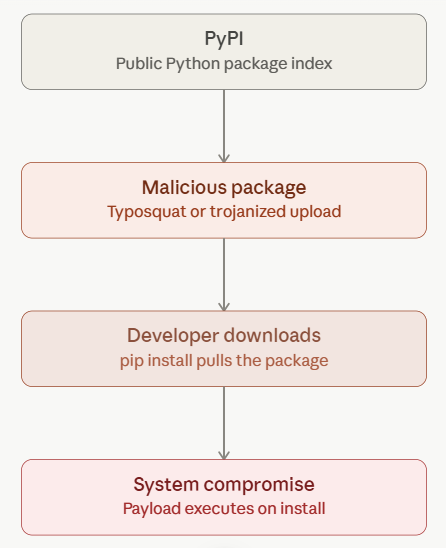 PyPI
Public Python package index
Malicious package
Typosquat or trojanized upload
Developer downloads
pip install pulls the package
System compromise
Payload executes on install